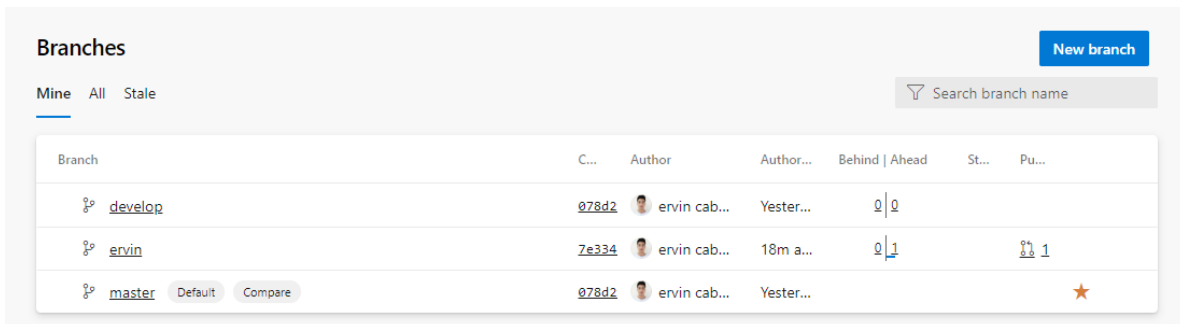 Branches
New branch
Mine All Stale
Search branch name
Branch C... Author Author... Behind | Ahead St... Pu...
develop 078d2 ervin cab... Yester... 0 0
ervin 7e334 ervin cab... 18m a... 0 1 1
master Default Compare 078d2 ervin cab... Yester...